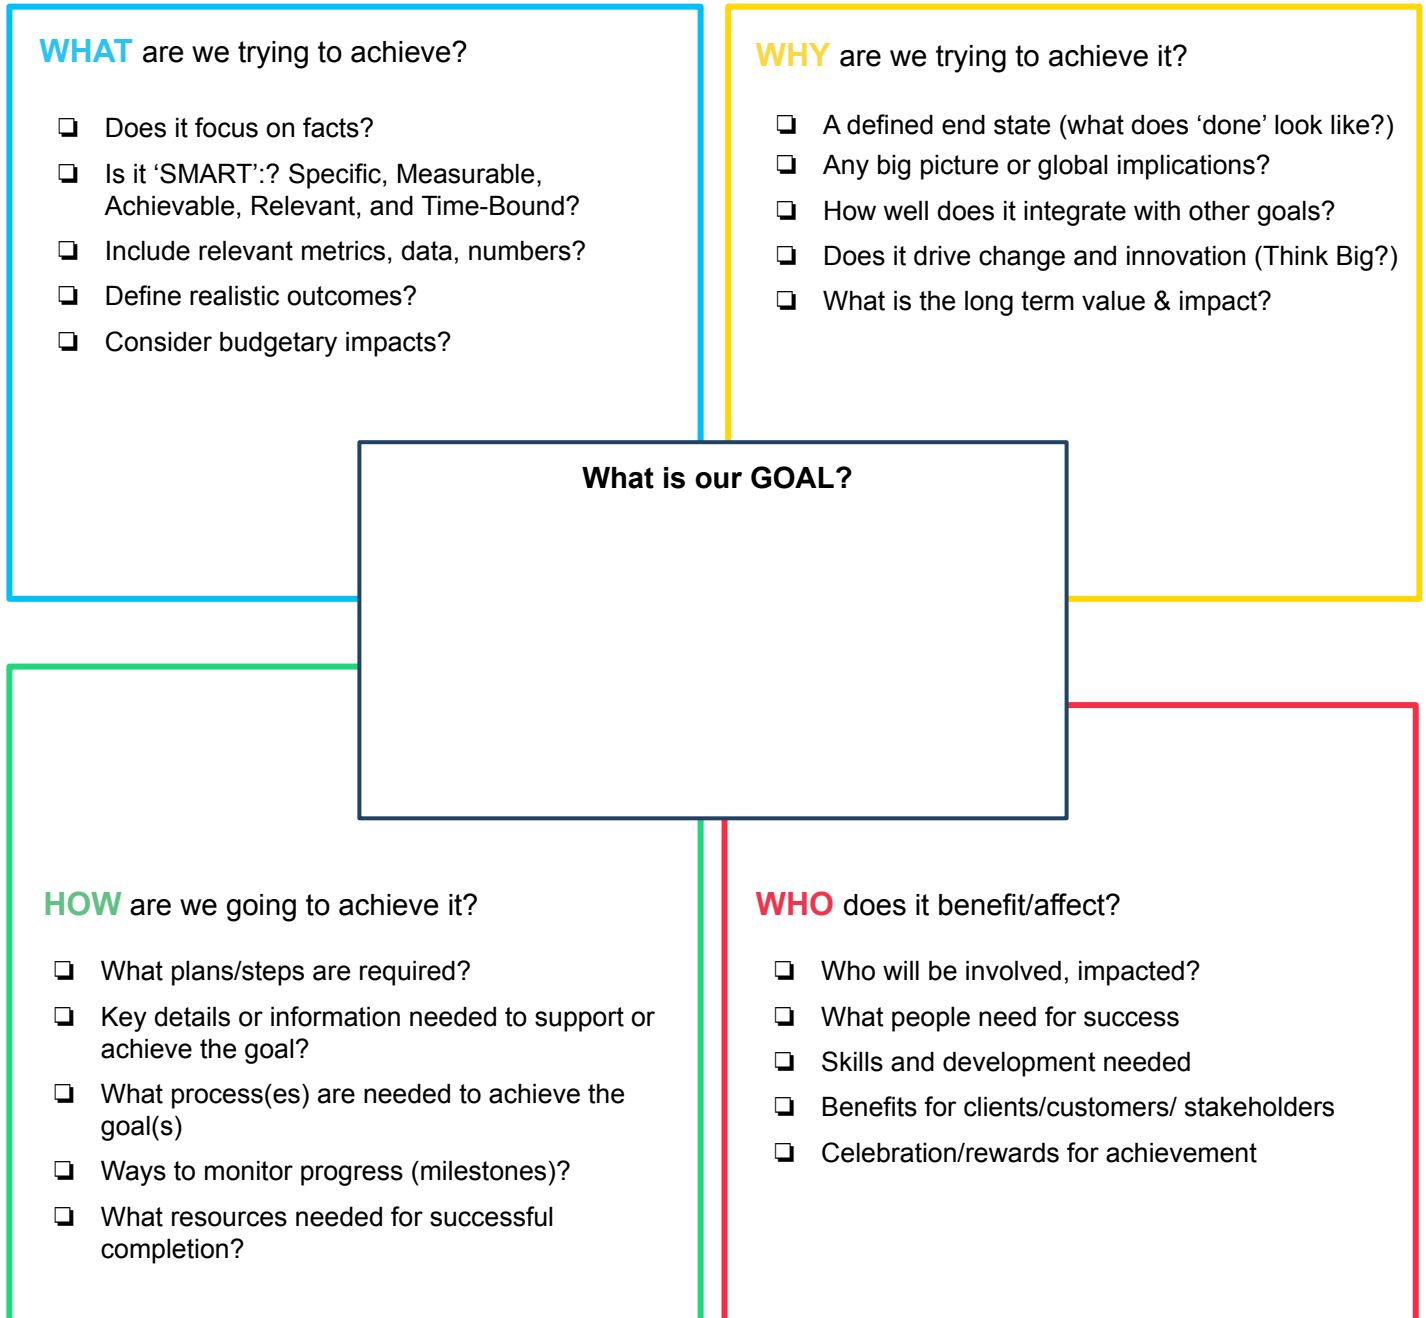 WHAT are we trying to achieve?
❏ Does it focus on facts?
❏ Is it ‘SMART’:? Specific, Measurable,
Achievable, Relevant, and Time-Bound?
❏ Include relevant metrics, data, numbers?
❏ Define realistic outcomes?
❏ Consider budgetary impacts?
WHY are we trying to achieve it?
❏ A defined end state (what does ‘done’ look like?)
❏ Any big picture or global implications?
❏ How well does it integrate with other goals?
❏ Does it drive change and innovation (Think Big?)
❏ What is the long term value & impact?
What is our GOAL?
HOW are we going to achieve it?
❏ What plans/steps are required?
❏ Key details or information needed to support or
achieve the goal?
❏ What process(es) are needed to achieve the
goal(s)
❏ Ways to monitor progress (milestones)?
❏ What resources needed for successful
completion?
WHO does it benefit/affect?
❏ Who will be involved, impacted?
❏ What people need for success
❏ Skills and development needed
❏ Benefits for clients/customers/ stakeholders
❏ Celebration/rewards for achievement